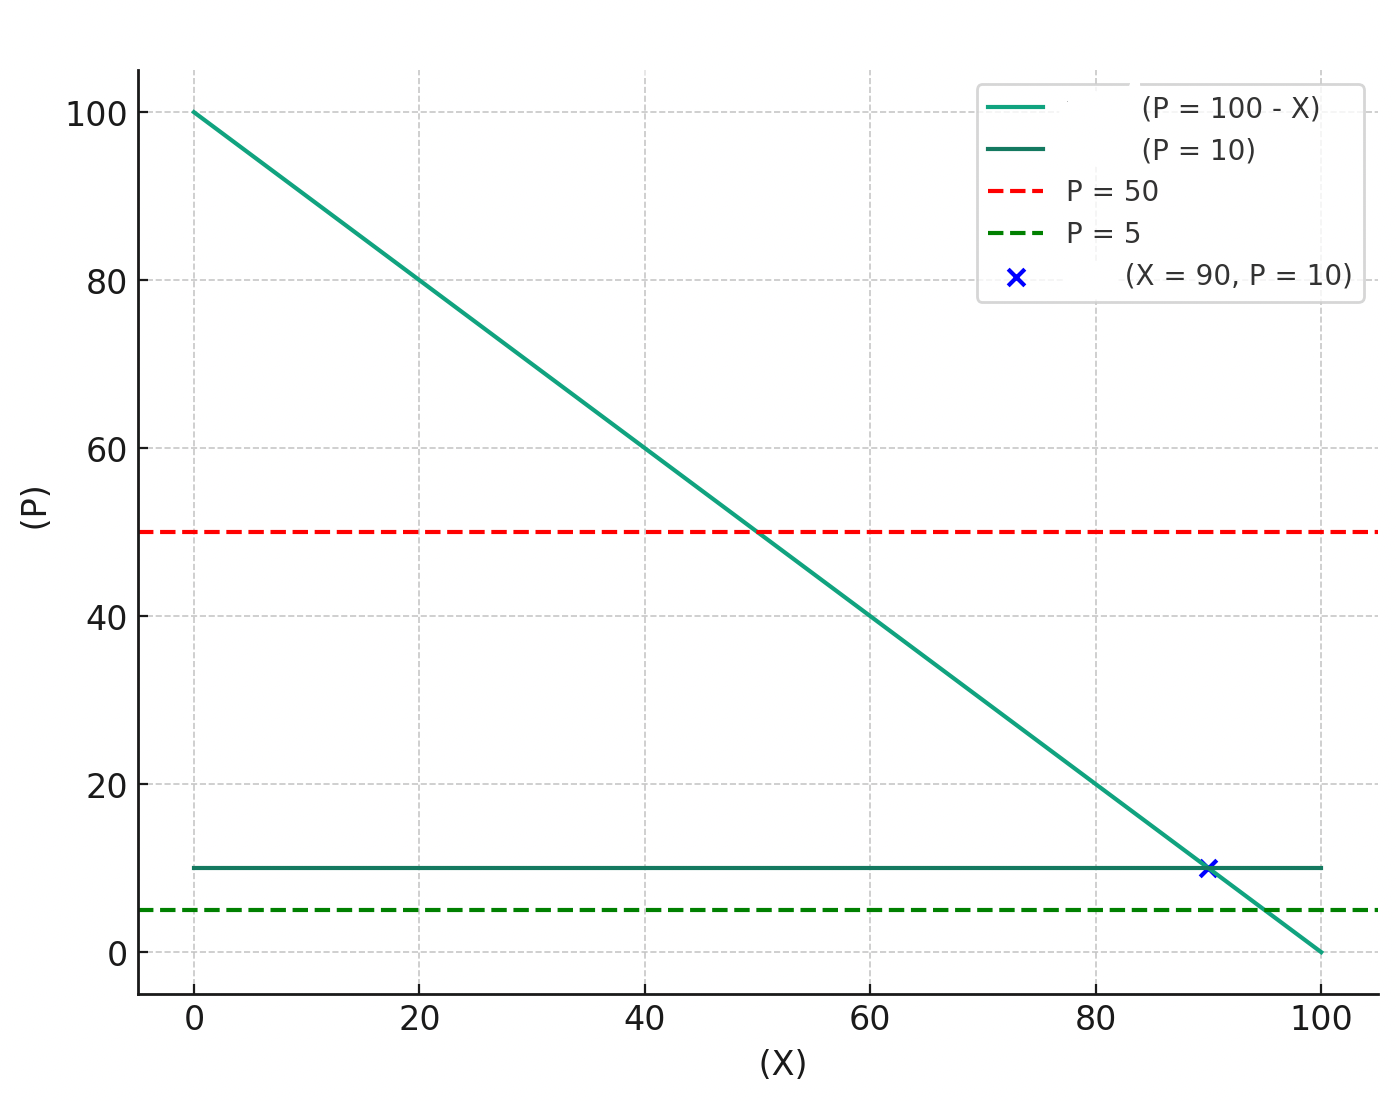 (P = 100 - X)
(P = 10)
P = 50
P = 5
(X = 90, P = 10)
100
80
60
40
20
0
(P)
0 20 40 60 80 100
(X)